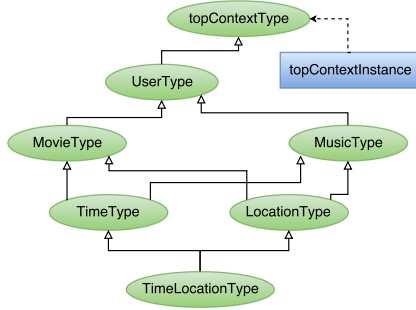 topContextType
topContextInstance
UserType
MovieType
MusicType
TimeType
LocationType
TimeLocationType